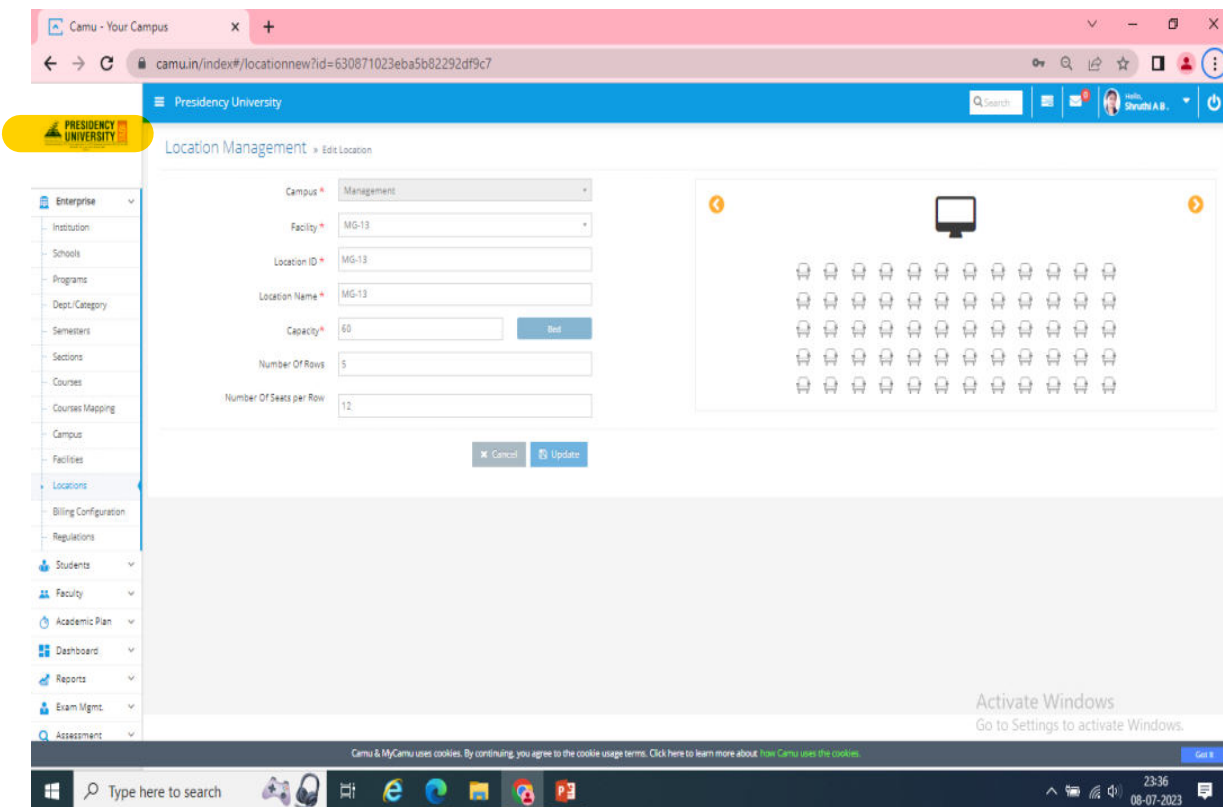 Camu - Your Campus
camu.in/index#/locationnew?id=630871023eba5b82292df9c7
Presidency University
Search
0
Hello,
Shruthi A B .
PRESIDENCY
UNIVERSITY
Location Management » Edit Location
Enterprise
Institution
Schools
Programs
Dept./Category
Semesters
Sections
Courses
Courses Mapping
Campus
Facilities
Locations
Billing Configuration
Regulations
Students
Faculty
Academic Plan
Dashboard
Reports
Exam Mgmt.
Assessment
Campus * Management
Facility * MG-13
Location ID * MG-13
Location Name * MG-13
Capacity* 60 Bed
Number Of Rows 5
Number Of Seats per Row 12
Cancel Update
Activate Windows
Go to Settings to activate Windows.
Camu & MyCamu uses cookies. By continuing, you agree to the cookie usage terms. Click here to learn more about how Camu uses the cookies.
Got It
Type here to search
23:36
08-07-2023